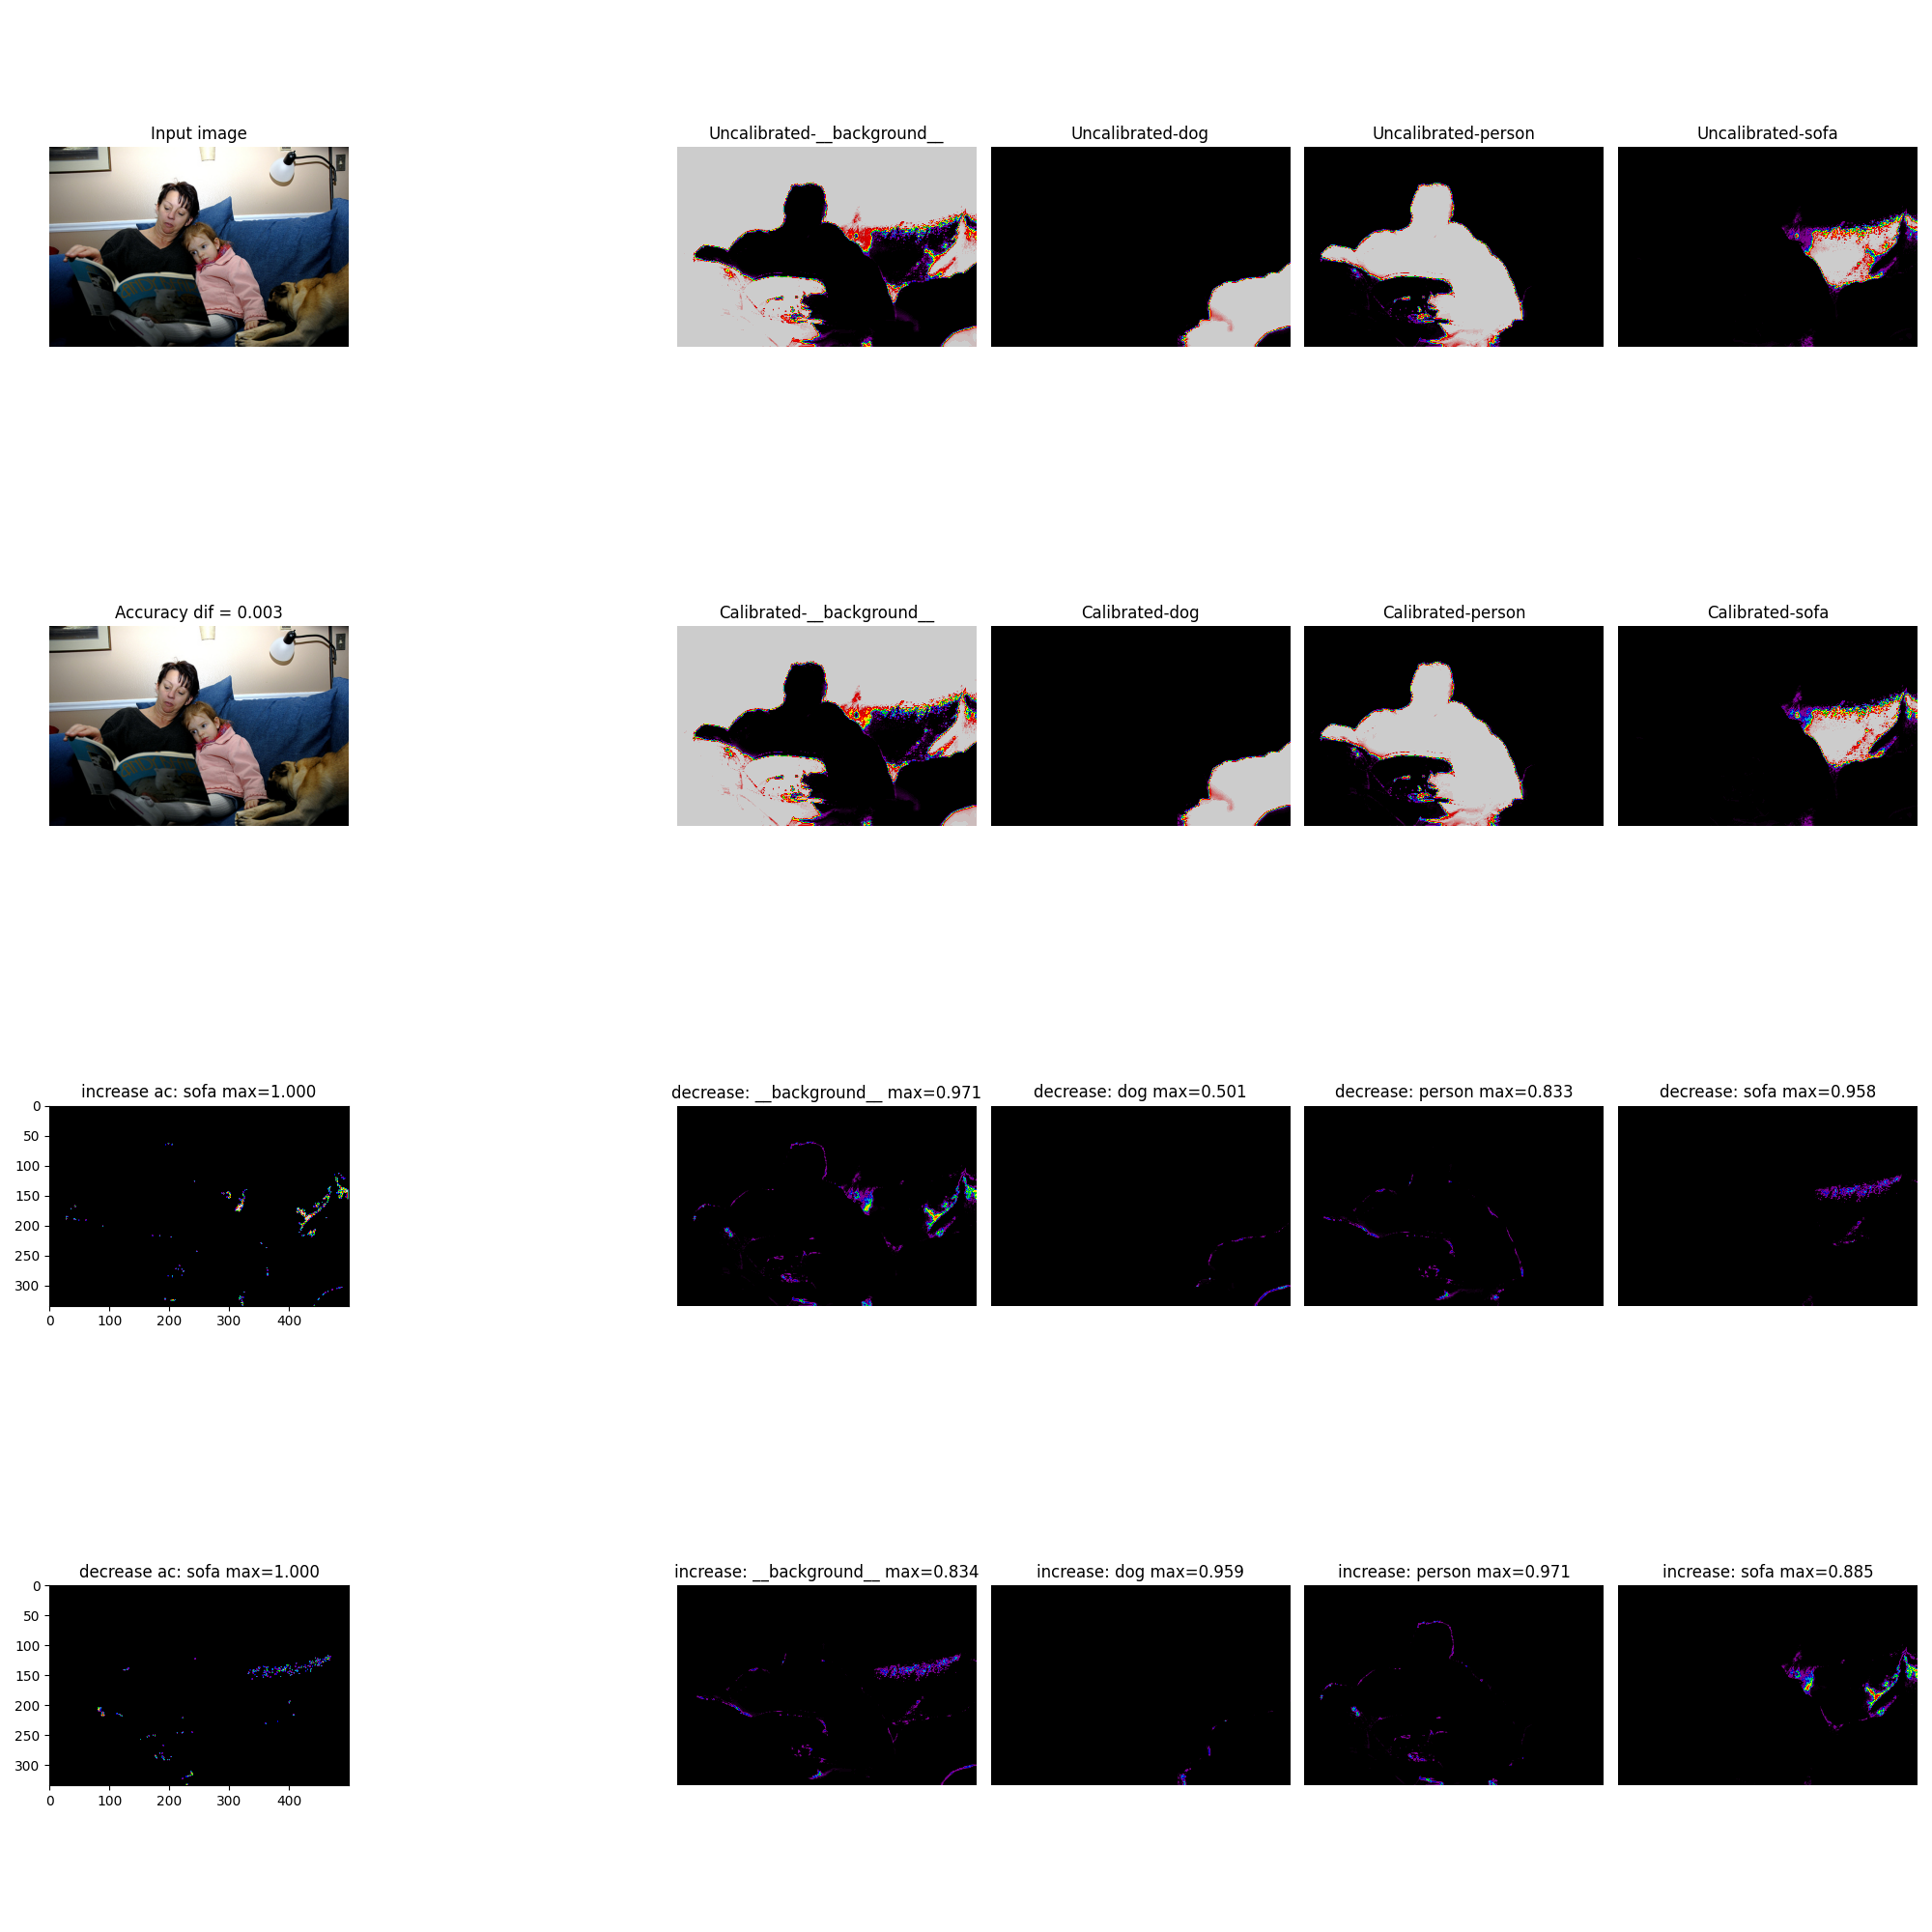 Input image
Uncalibrated-__background__
Uncalibrated-dog
Uncalibrated-person
Uncalibrated-sofa
Accuracy dif = 0.003
Calibrated-__background__
Calibrated-dog
Calibrated-person
Calibrated-sofa
increase ac: sofa max=1.000
decrease: __background__ max=0.971
decrease: dog max=0.501
decrease: person max=0.833
decrease: sofa max=0.958
0
50
100
150
200
250
300
0 100 200 300 400
decrease ac: sofa max=1.000
increase: __background__ max=0.834
increase: dog max=0.959
increase: person max=0.971
increase: sofa max=0.885
0
50
100
150
200
250
300
0 100 200 300 400